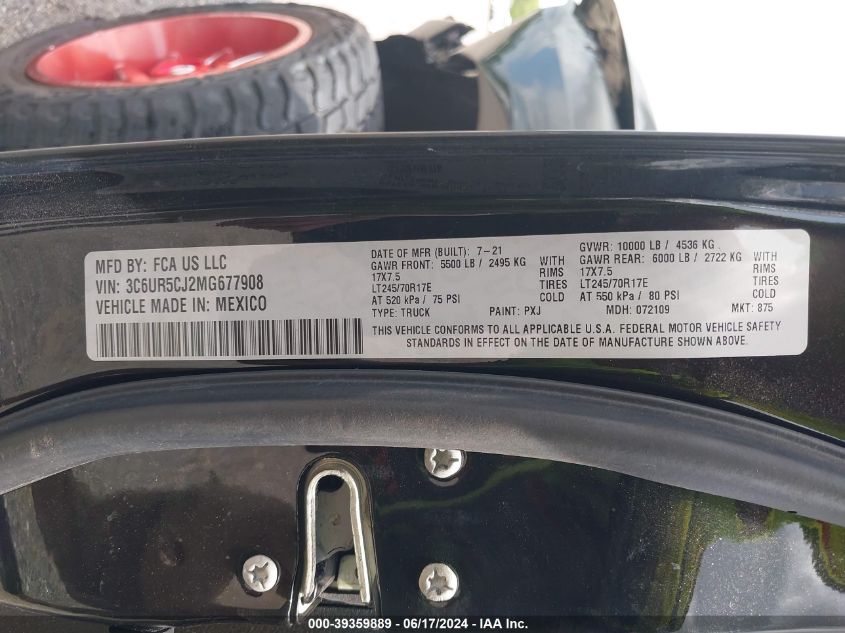 MFD BY: FCA US LLC
VIN: 3C6UR5CJ2MG677908
VEHICLE MADE IN: MEXICO
DATE OF MFR (BUILT): 7-21
GAWR FRONT: 5500 LB / 2495 KG WITH
17X7.5 RIMS
LT245/70R17E TIRES
AT 520 kPa / 75 PSI COLD
TYPE: TRUCK PAINT: PXJ
GVWR: 10000 LB / 4536 KG
GAWR REAR: 6000 LB / 2722 KG WITH
17X7.5 RIMS
LT245/70R17E TIRES
AT 550 kPa / 80 PSI COLD
MDH: 072109 MKT: 875
THIS VEHICLE CONFORMS TO ALL APPLICABLE U.S.A. FEDERAL MOTOR VEHICLE SAFETY
STANDARDS IN EFFECT ON THE DATE OF MANUFACTURE SHOWN ABOVE.
000-39359889 - 06/17/2024 - IAA Inc.